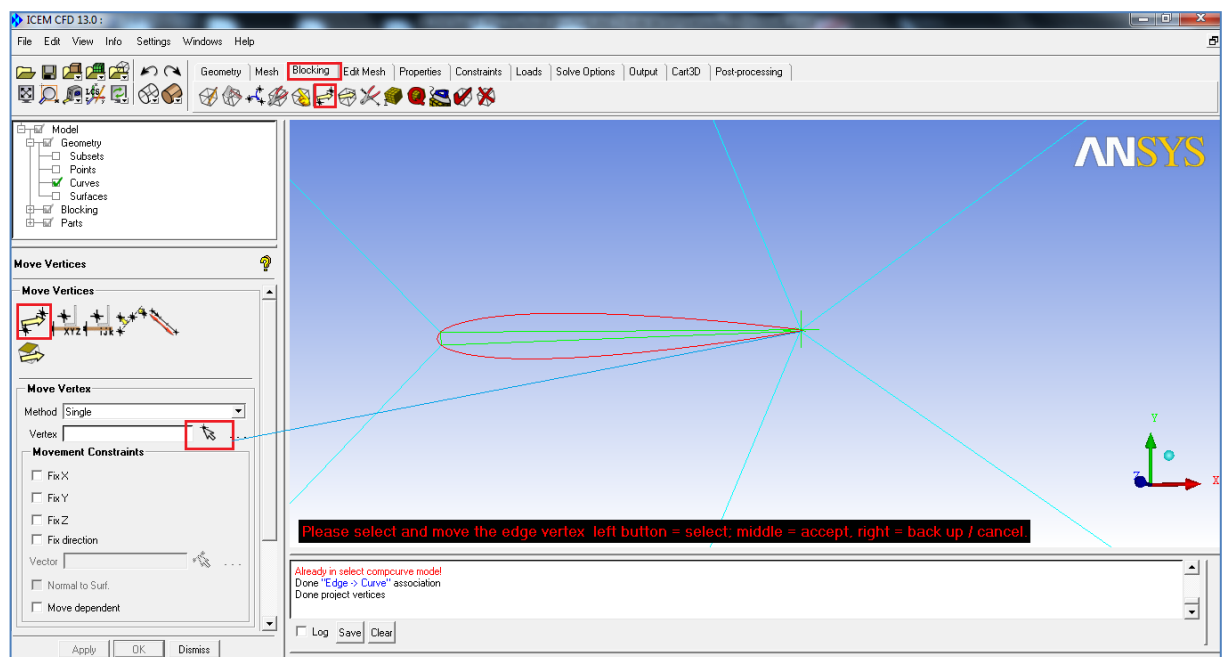 ICEM CFD 13.0 :
File Edit View Info Settings Windows Help
Geometry Mesh Blocking Edit Mesh Properties Constraints Loads Solve Options Output Cart3D Post-processing
Model
Geometry
Subsets
Points
Curves
Surfaces
Blocking
Parts
ANSYS
Move Vertices
Move Vertices
XYZ IJK
Move Vertex
Method Single
Vertex ...
Movement Constraints
Fix X
Fix Y
Fix Z
Fix direction
Vector ...
Normal to Surf.
Move dependent
Apply OK Dismiss
Y
Z
X
Please select and move the edge vertex left button = select; middle = accept, right = back up / cancel.
Already in select compcurve mode!
Done "Edge -> Curve" association
Done project vertices
Log Save Clear